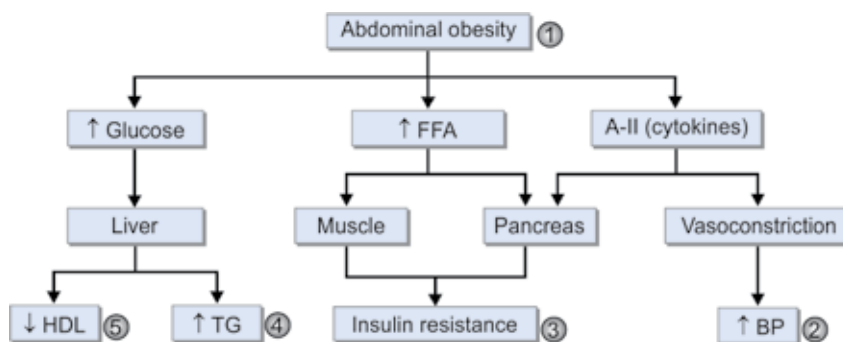 Abdominal obesity ①
↑ Glucose
↑ FFA
A-II (cytokines)
Liver
Muscle
Pancreas
Vasoconstriction
↓ HDL ⑤
↑ TG ④
Insulin resistance ③
↑ BP ②